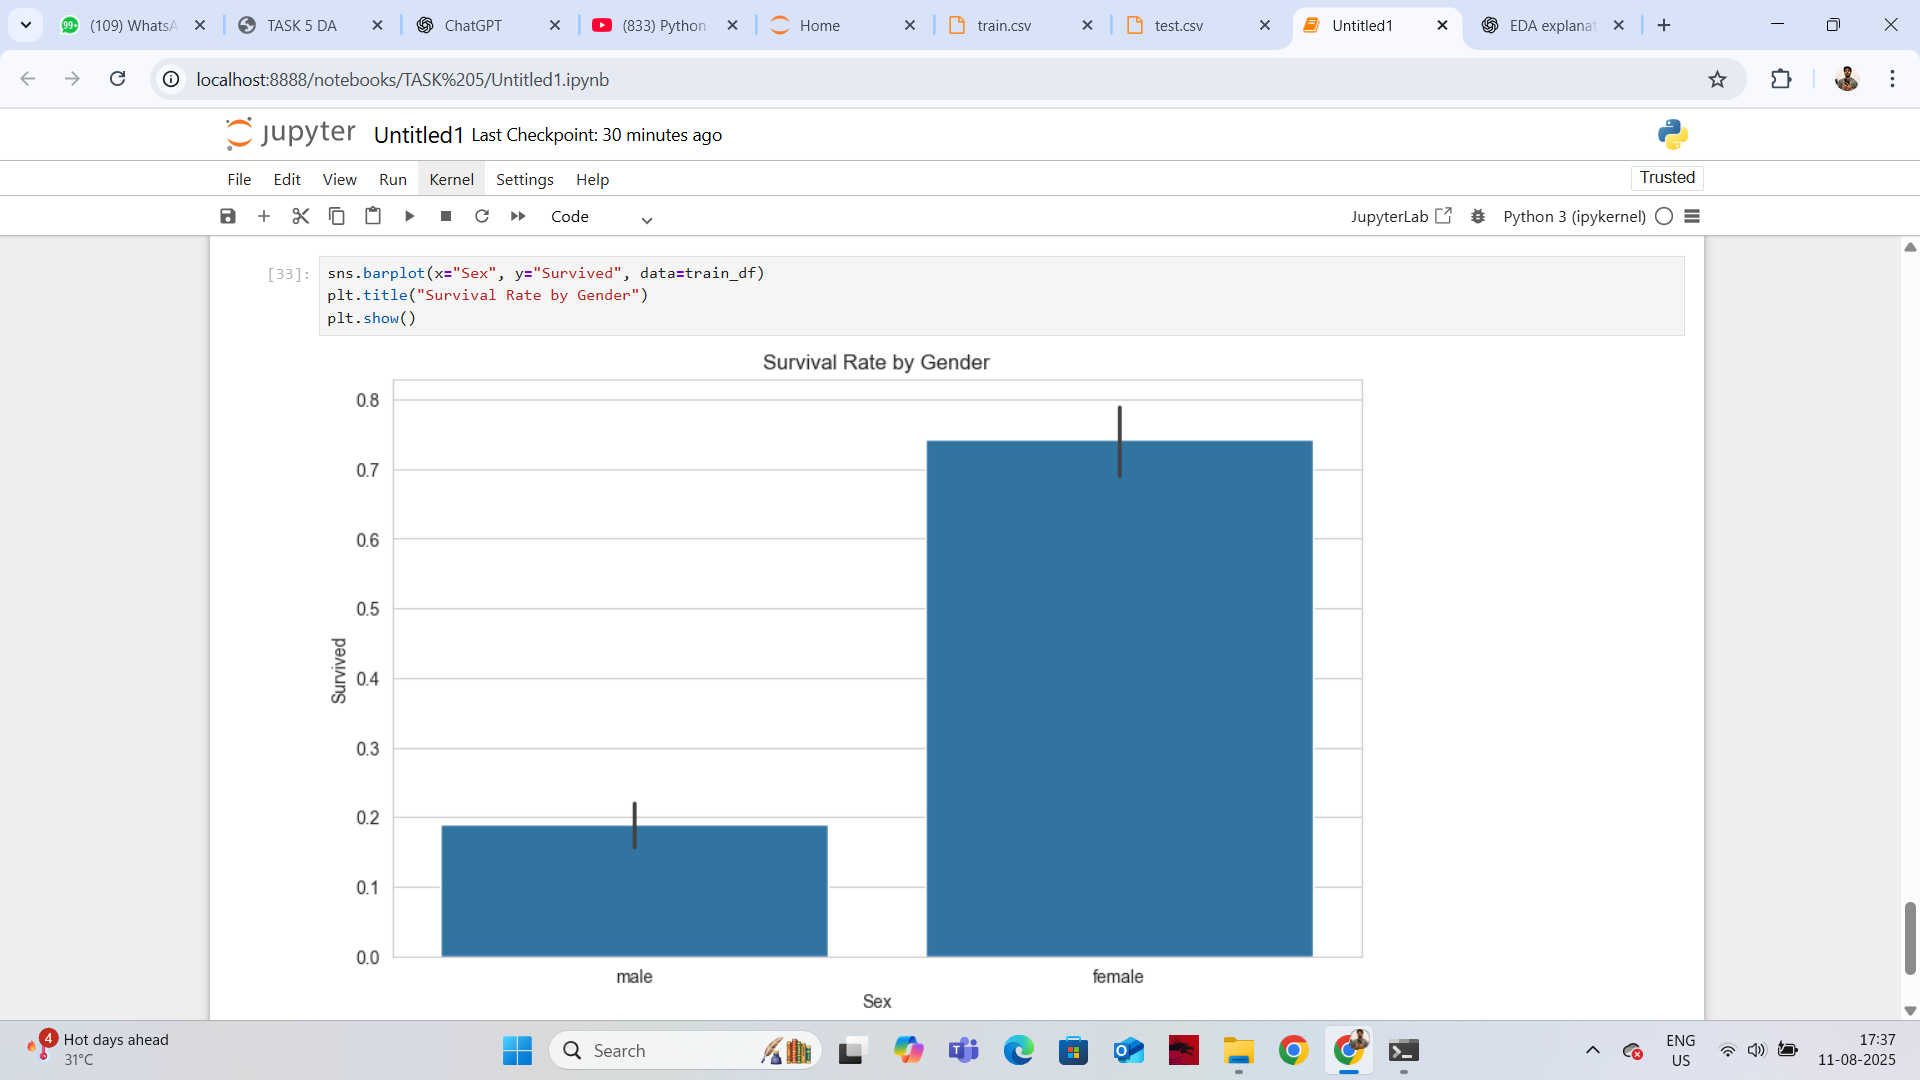 (109) WhatsA
TASK 5 DA
ChatGPT
(833) Python
Home
train.csv
test.csv
Untitled1
EDA explanat
localhost:8888/notebooks/TASK%205/Untitled1.ipynb
jupyter Untitled1 Last Checkpoint: 30 minutes ago
File Edit View Run Kernel Settings Help
Trusted
Code
JupyterLab
Python 3 (ipykernel)
[33]:
sns.barplot(x="Sex", y="Survived", data=train_df)
plt.title("Survival Rate by Gender")
plt.show()
Survival Rate by Gender
0.8
0.7
0.6
0.5
0.4
0.3
0.2
0.1
0.0
Survived
male
female
Sex
4
Hot days ahead
31°C
Search
ENG
US
17:37
11-08-2025